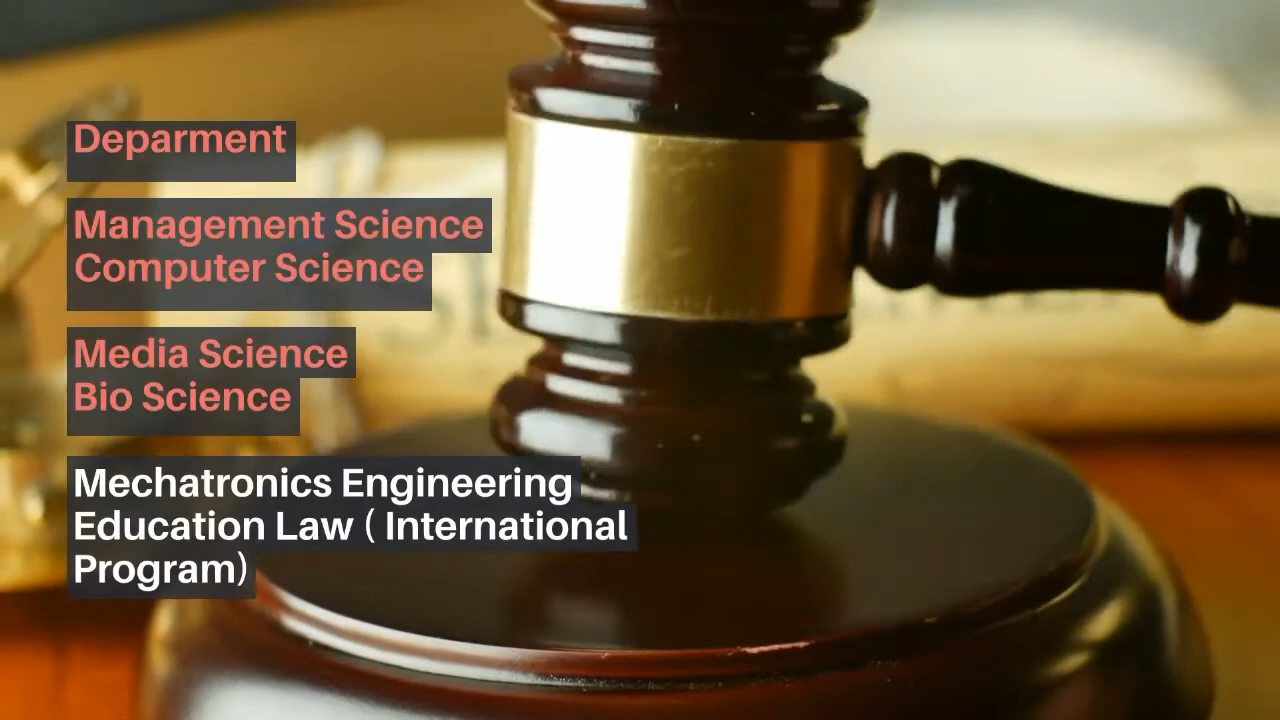 Deparment
Management Science
Computer Science
Media Science
Bio Science
Mechatronics Engineering
Education Law ( International
Program)